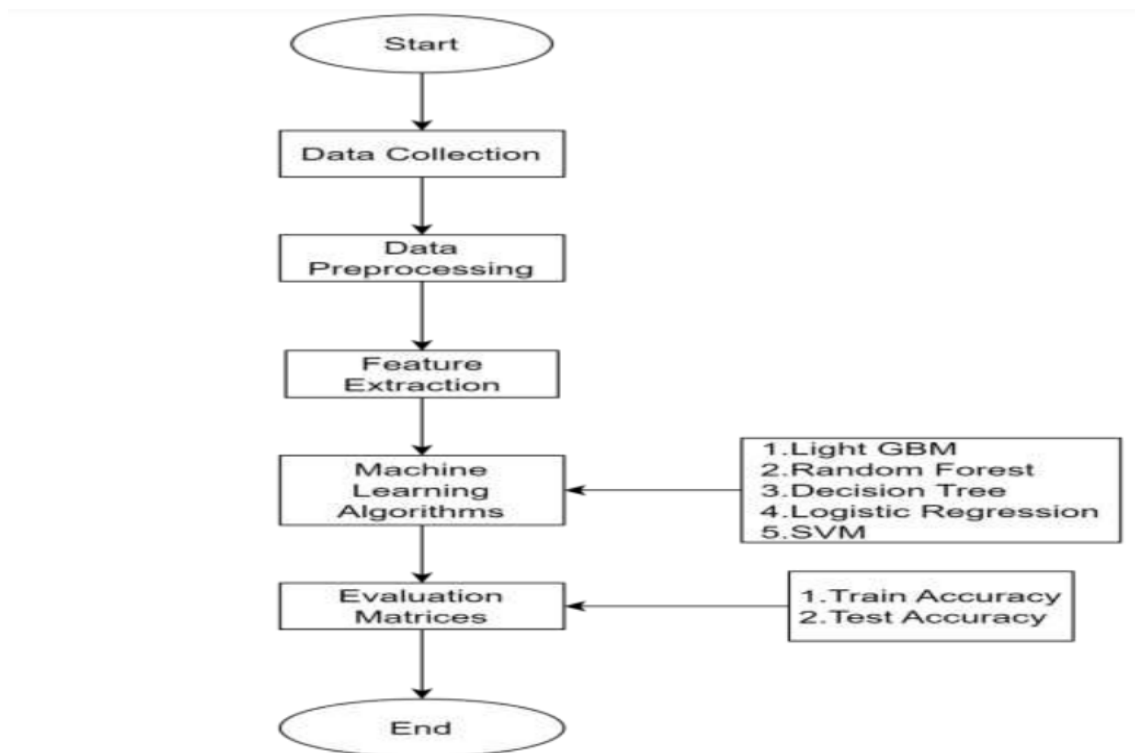 Start
Data Collection
Data
Preprocessing
Feature
Extraction
Machine
Learning
Algorithms
1.Light GBM
2.Random Forest
3.Decision Tree
4.Logistic Regression
5.SVM
Evaluation
Matrices
1.Train Accuracy
2.Test Accuracy
End